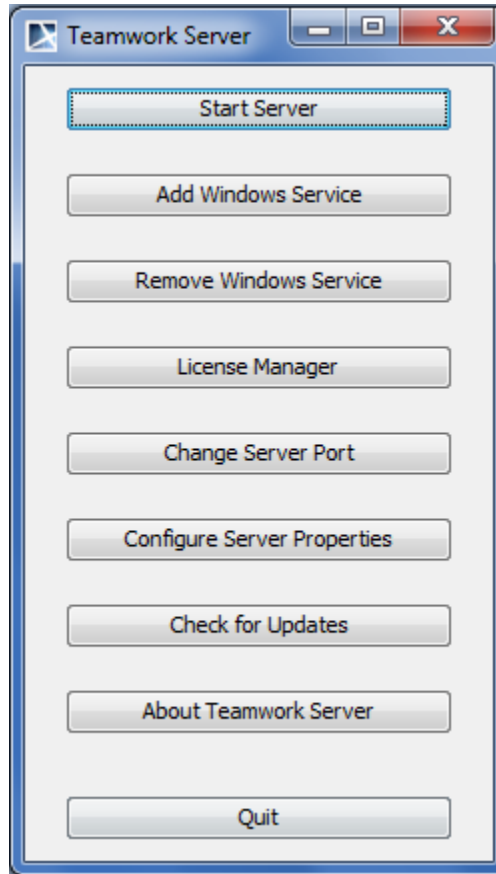 Teamwork Server
Start Server
Add Windows Service
Remove Windows Service
License Manager
Change Server Port
Configure Server Properties
Check for Updates
About Teamwork Server
Quit